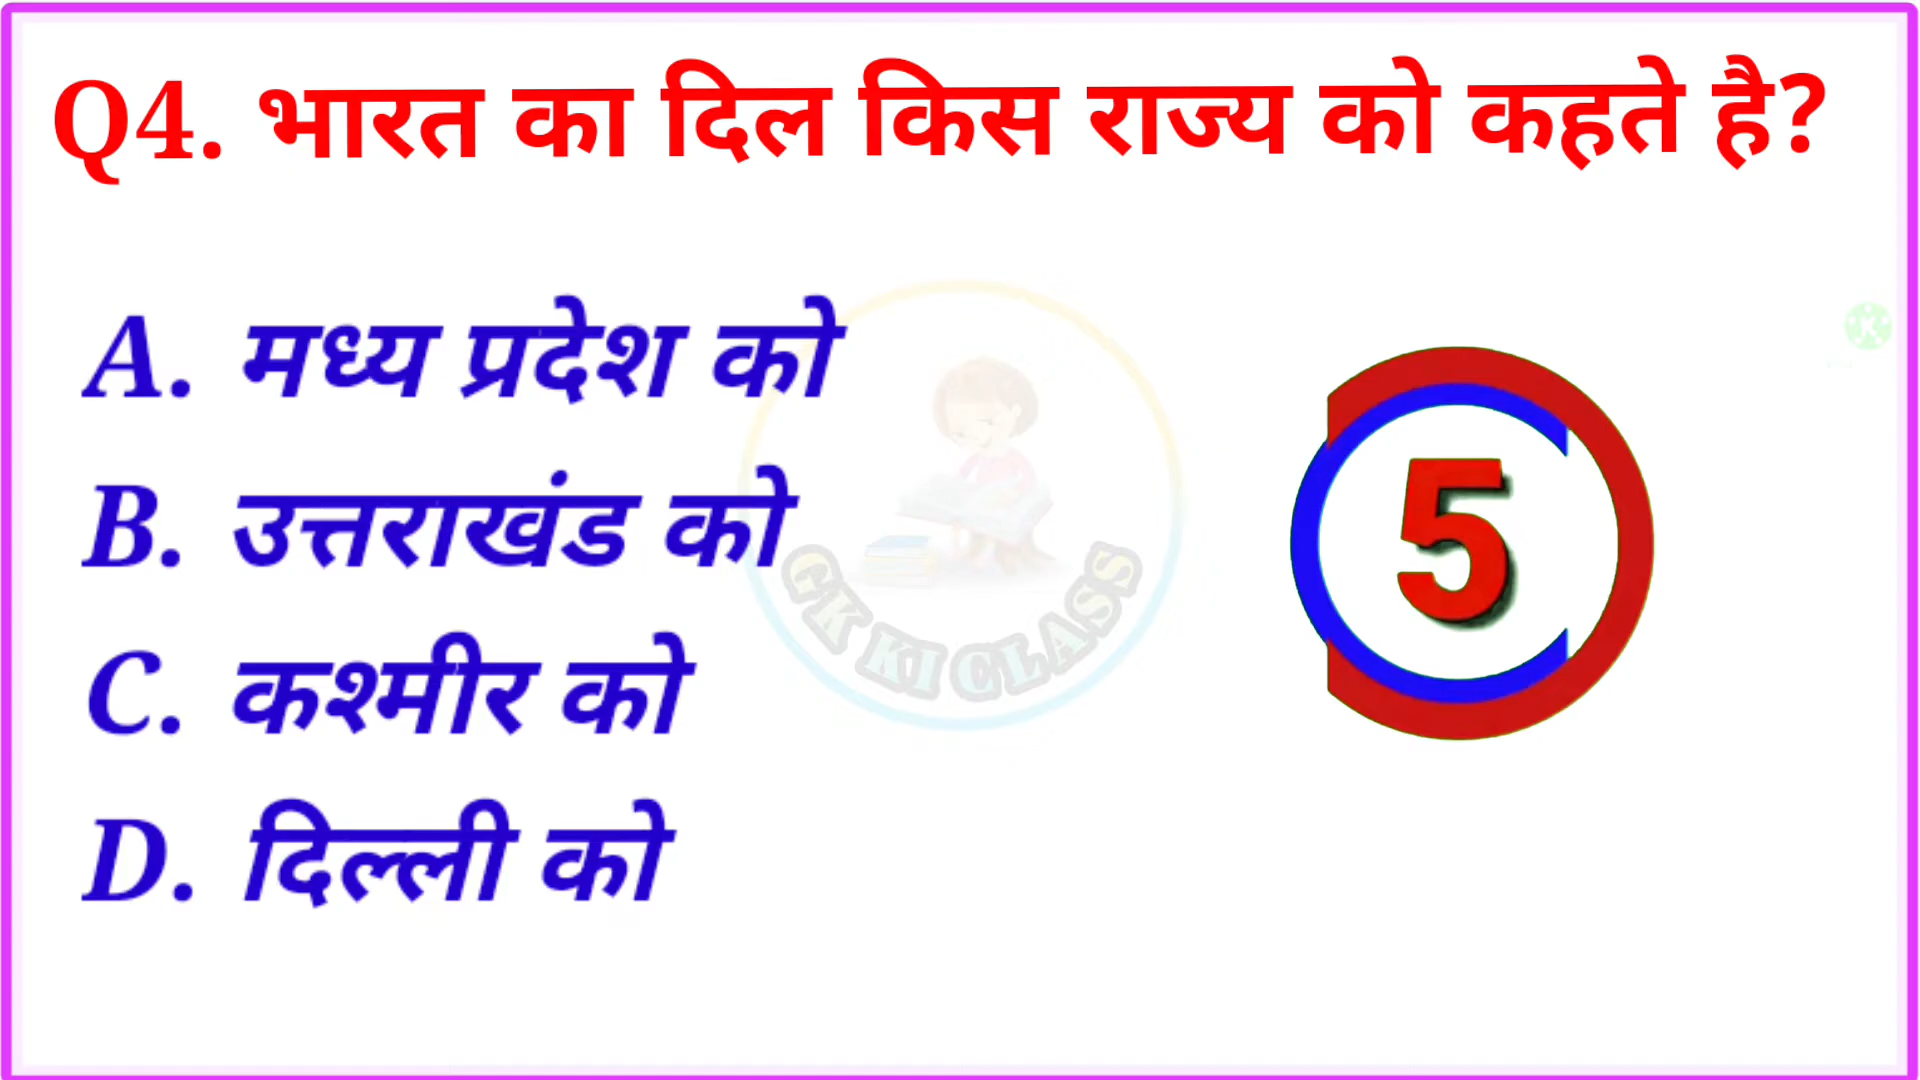 Q4. भारत का दिल किस राज्य को कहते है?
A. मध्य प्रदेश को
B. उत्तराखंड को
C. कश्मीर को
D. दिल्ली को
5
GK KI CLASS
K